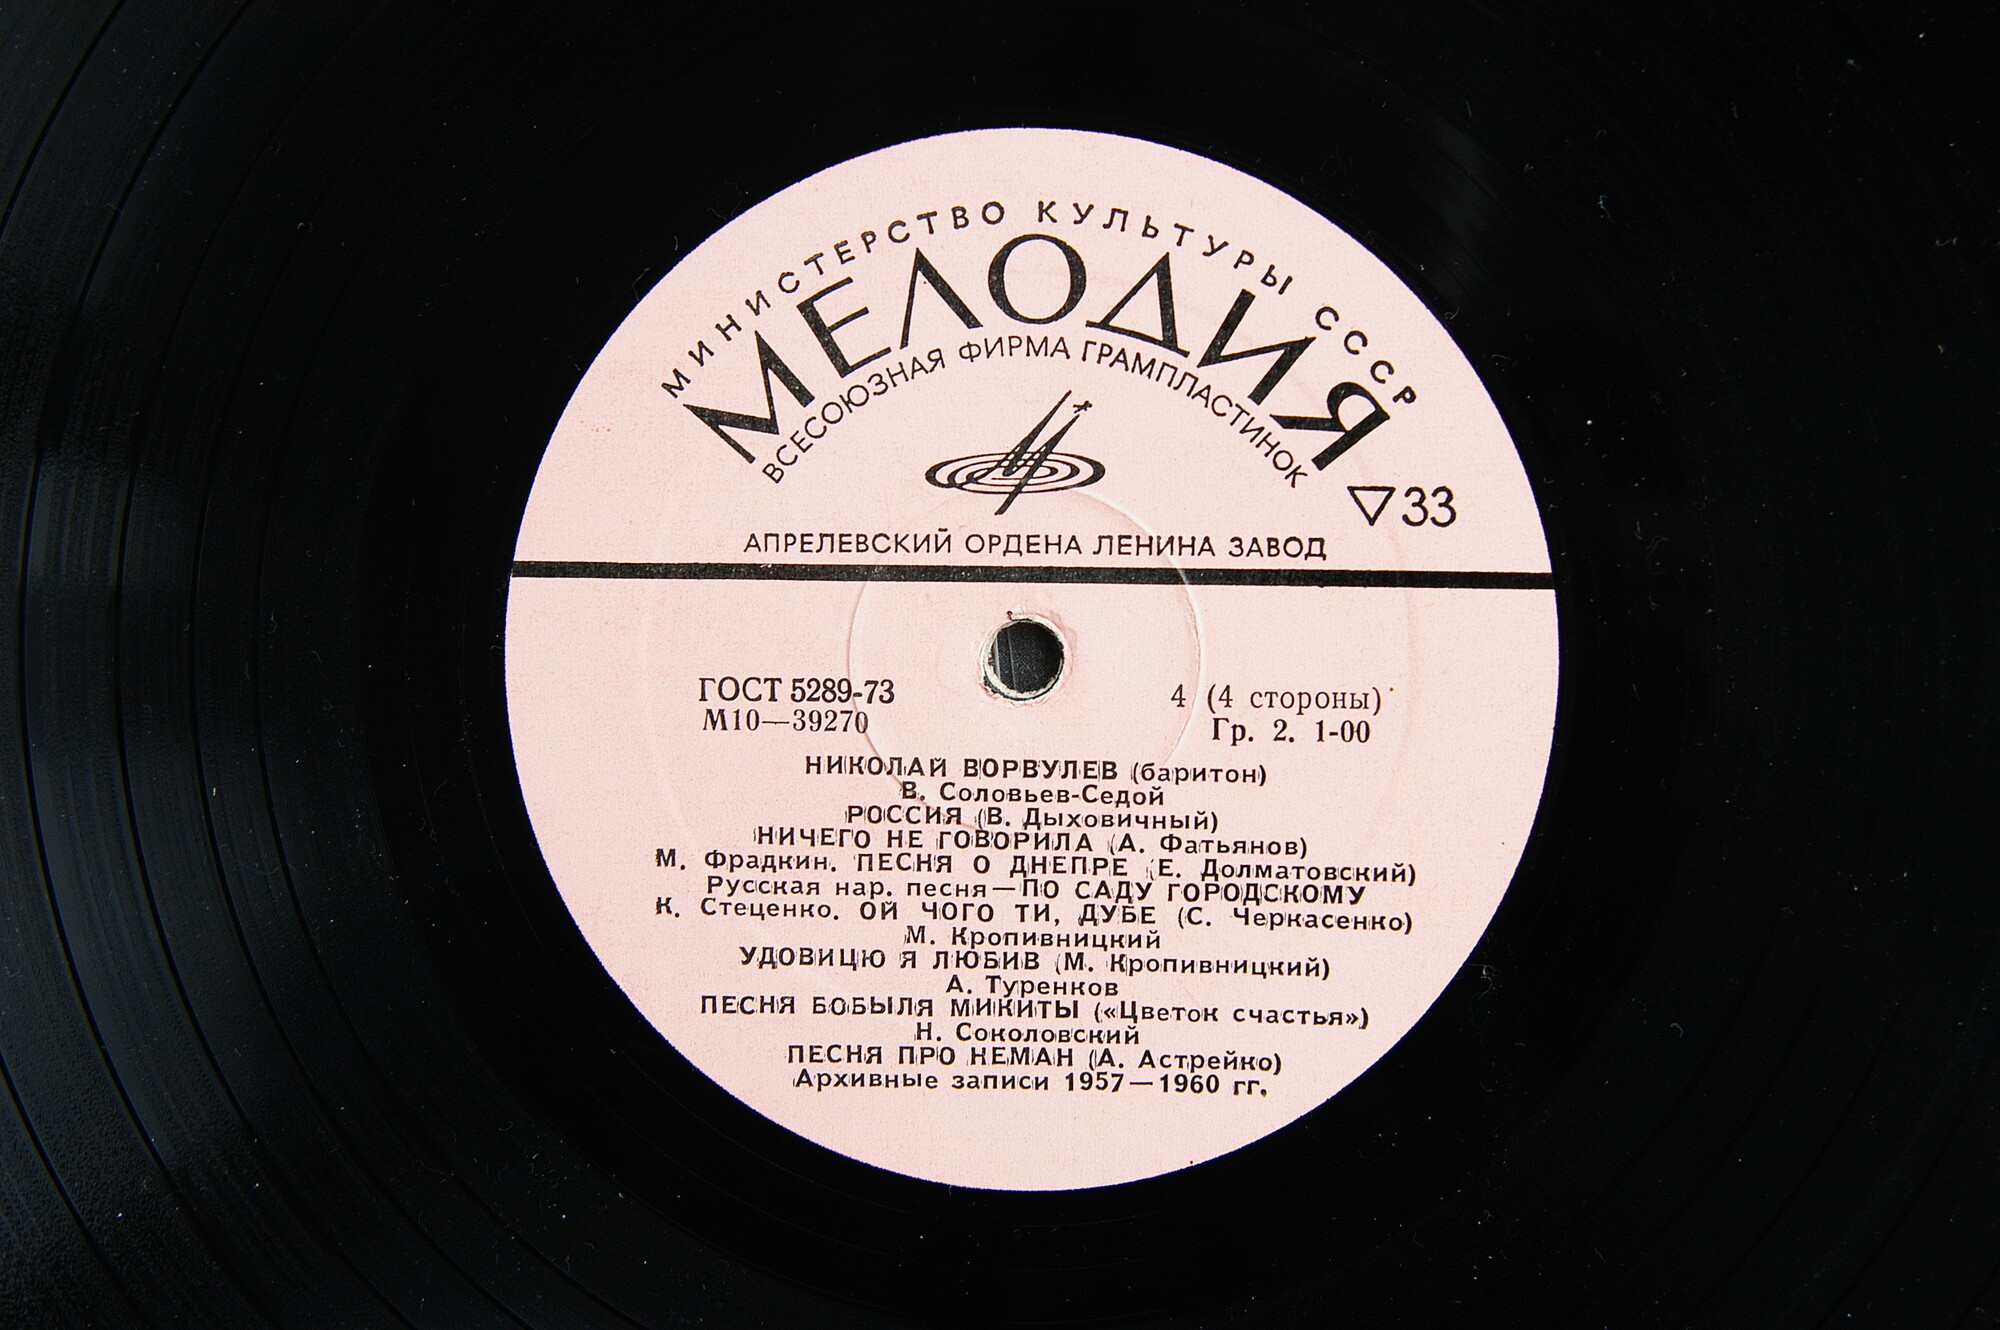 МИНИСТЕРСТВО КУЛЬТУРЫ СССР
МЕЛОДИЯ
ВСЕСОЮЗНАЯ ФИРМА ГРАМПЛАСТИНОК
33
АПРЕЛЕВСКИЙ ОРДЕНА ЛЕНИНА ЗАВОД
ГОСТ 5289-73
4 (4 стороны)
М10—39270
Гр. 2. 1-00
НИКОЛАЙ ВОРВУЛЕВ (баритон)
В. Соловьев-Седой
РОССИЯ (В. Дыховичный)
НИЧЕГО НЕ ГОВОРИЛА (А. Фатьянов)
М. Фрадкин. ПЕСНЯ О ДНЕПРЕ (Е. Долматовский)
Русская нар. песня—ПО САДУ ГОРОДСКОМУ
К. Стеценко. ОЙ ЧОГО ТИ, ДУБЕ (С. Черкасенко)
М. Кропивницкий
УДОВИЦЮ Я ЛЮБИВ (М. Кропивницкий)
А. Туренков
ПЕСНЯ БОБЫЛЯ МИКИТЫ («Цветок счастья»)
Н. Соколовский
ПЕСНЯ ПРО НЕМАН (А. Астрейко)
Архивные записи 1957—1960 гг.